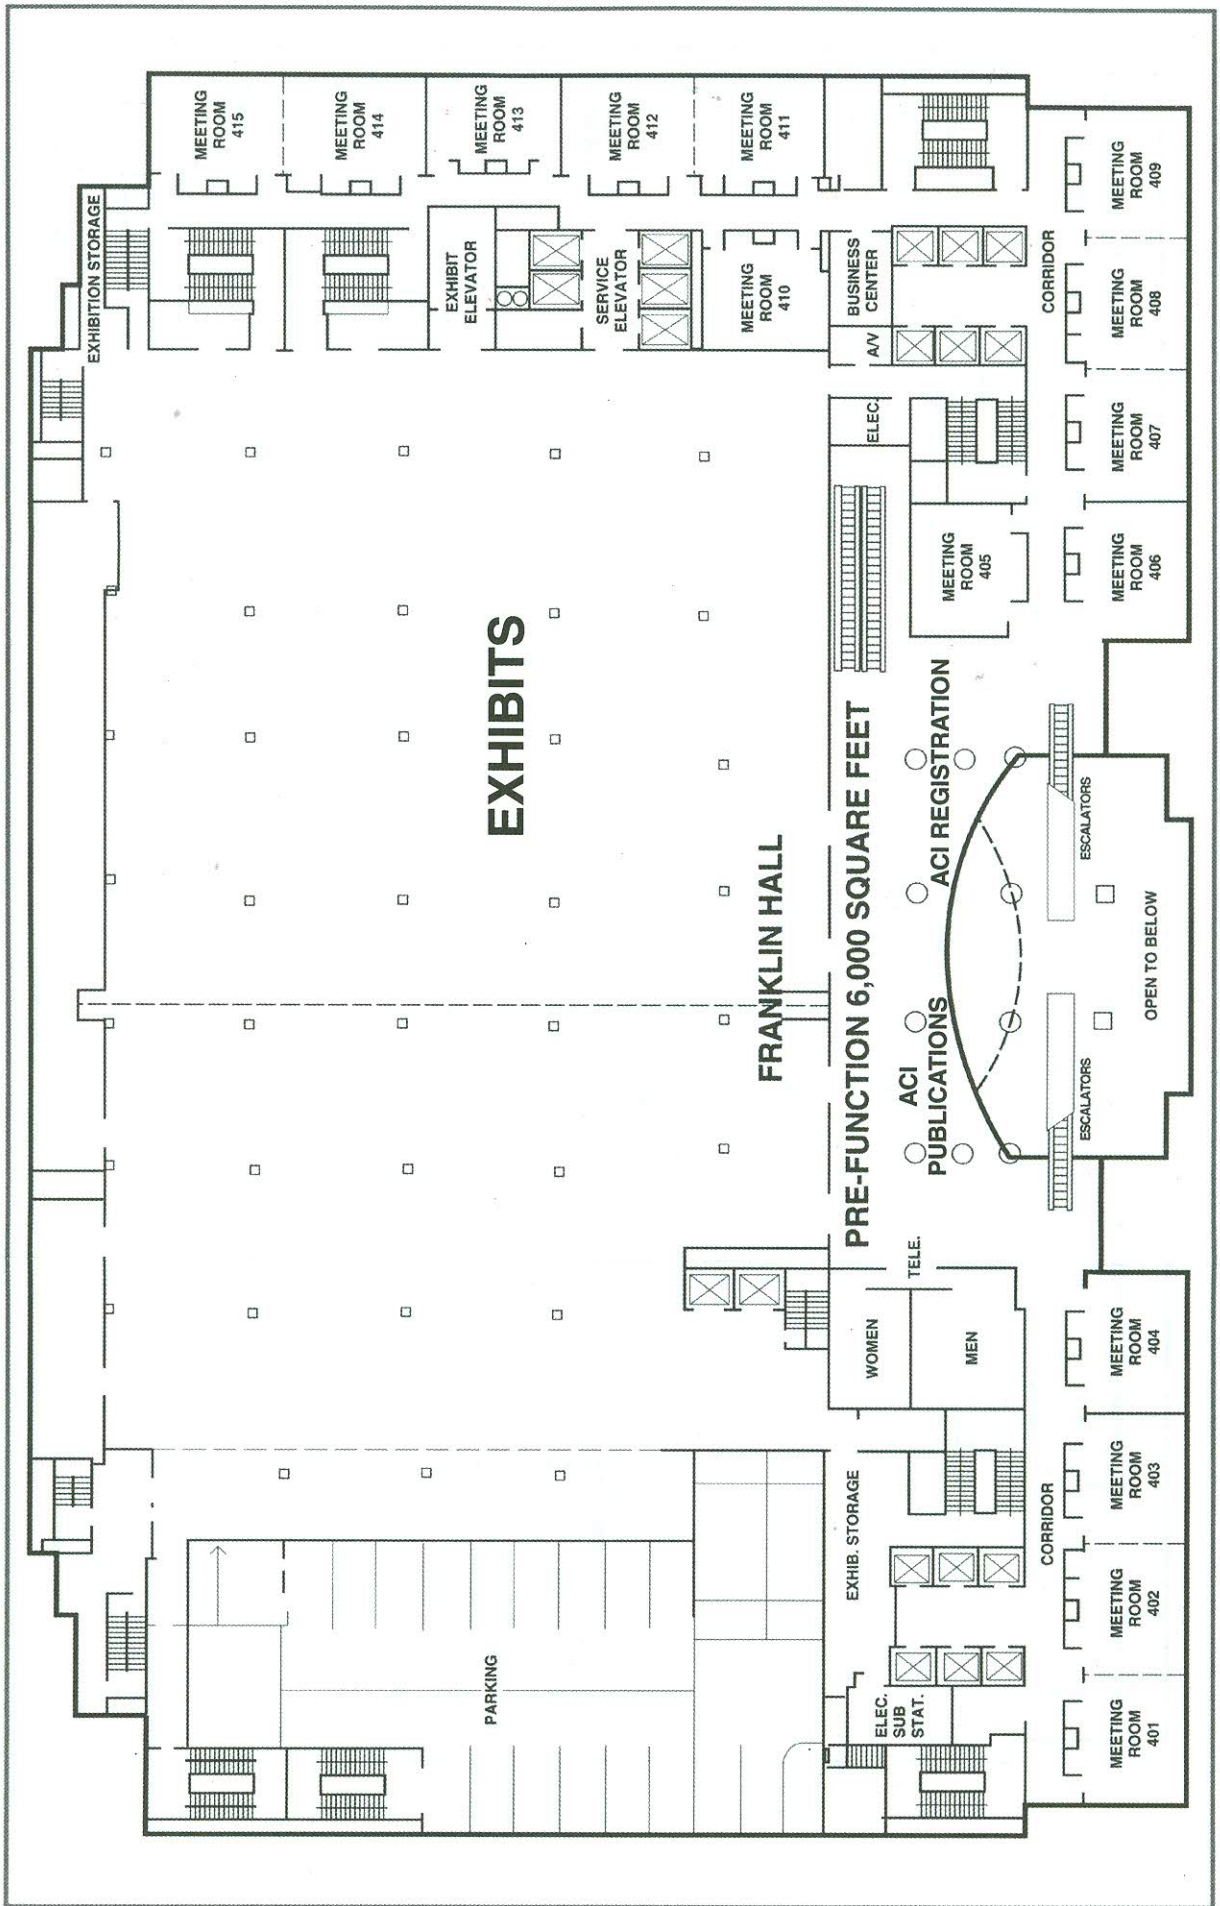 EXHIBITION STORAGE
MEETING
ROOM
415
MEETING
ROOM
414
MEETING
ROOM
413
MEETING
ROOM
412
MEETING
ROOM
411
EXHIBIT
ELEVATOR
SERVICE
ELEVATOR
MEETING
ROOM
410
BUSINESS
CENTER
A/V
ELEC.
CORRIDOR
MEETING
ROOM
409
MEETING
ROOM
408
MEETING
ROOM
407
MEETING
ROOM
406
MEETING
ROOM
405
EXHIBITS
FRANKLIN HALL
PRE-FUNCTION 6,000 SQUARE FEET
ACI REGISTRATION
ACI
PUBLICATIONS
ESCALATORS
ESCALATORS
OPEN TO BELOW
TELE.
WOMEN
MEN
MEETING
ROOM
404
MEETING
ROOM
403
MEETING
ROOM
402
MEETING
ROOM
401
CORRIDOR
EXHIB. STORAGE
ELEC.
SUB
STAT.
PARKING